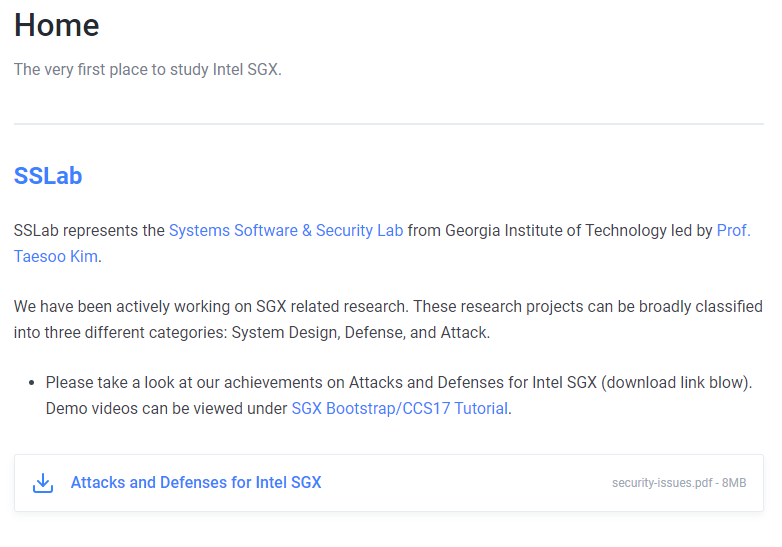 Home
The very first place to study Intel SGX.
SSLab
SSLab represents the Systems Software & Security Lab from Georgia Institute of Technology led by Prof.
Taesoo Kim.
We have been actively working on SGX related research. These research projects can be broadly classified
into three different categories: System Design, Defense, and Attack.
• Please take a look at our achievements on Attacks and Defenses for Intel SGX (download link blow).
Demo videos can be viewed under SGX Bootstrap/CCS17 Tutorial.
Attacks and Defenses for Intel SGX security-issues.pdf - 8MB